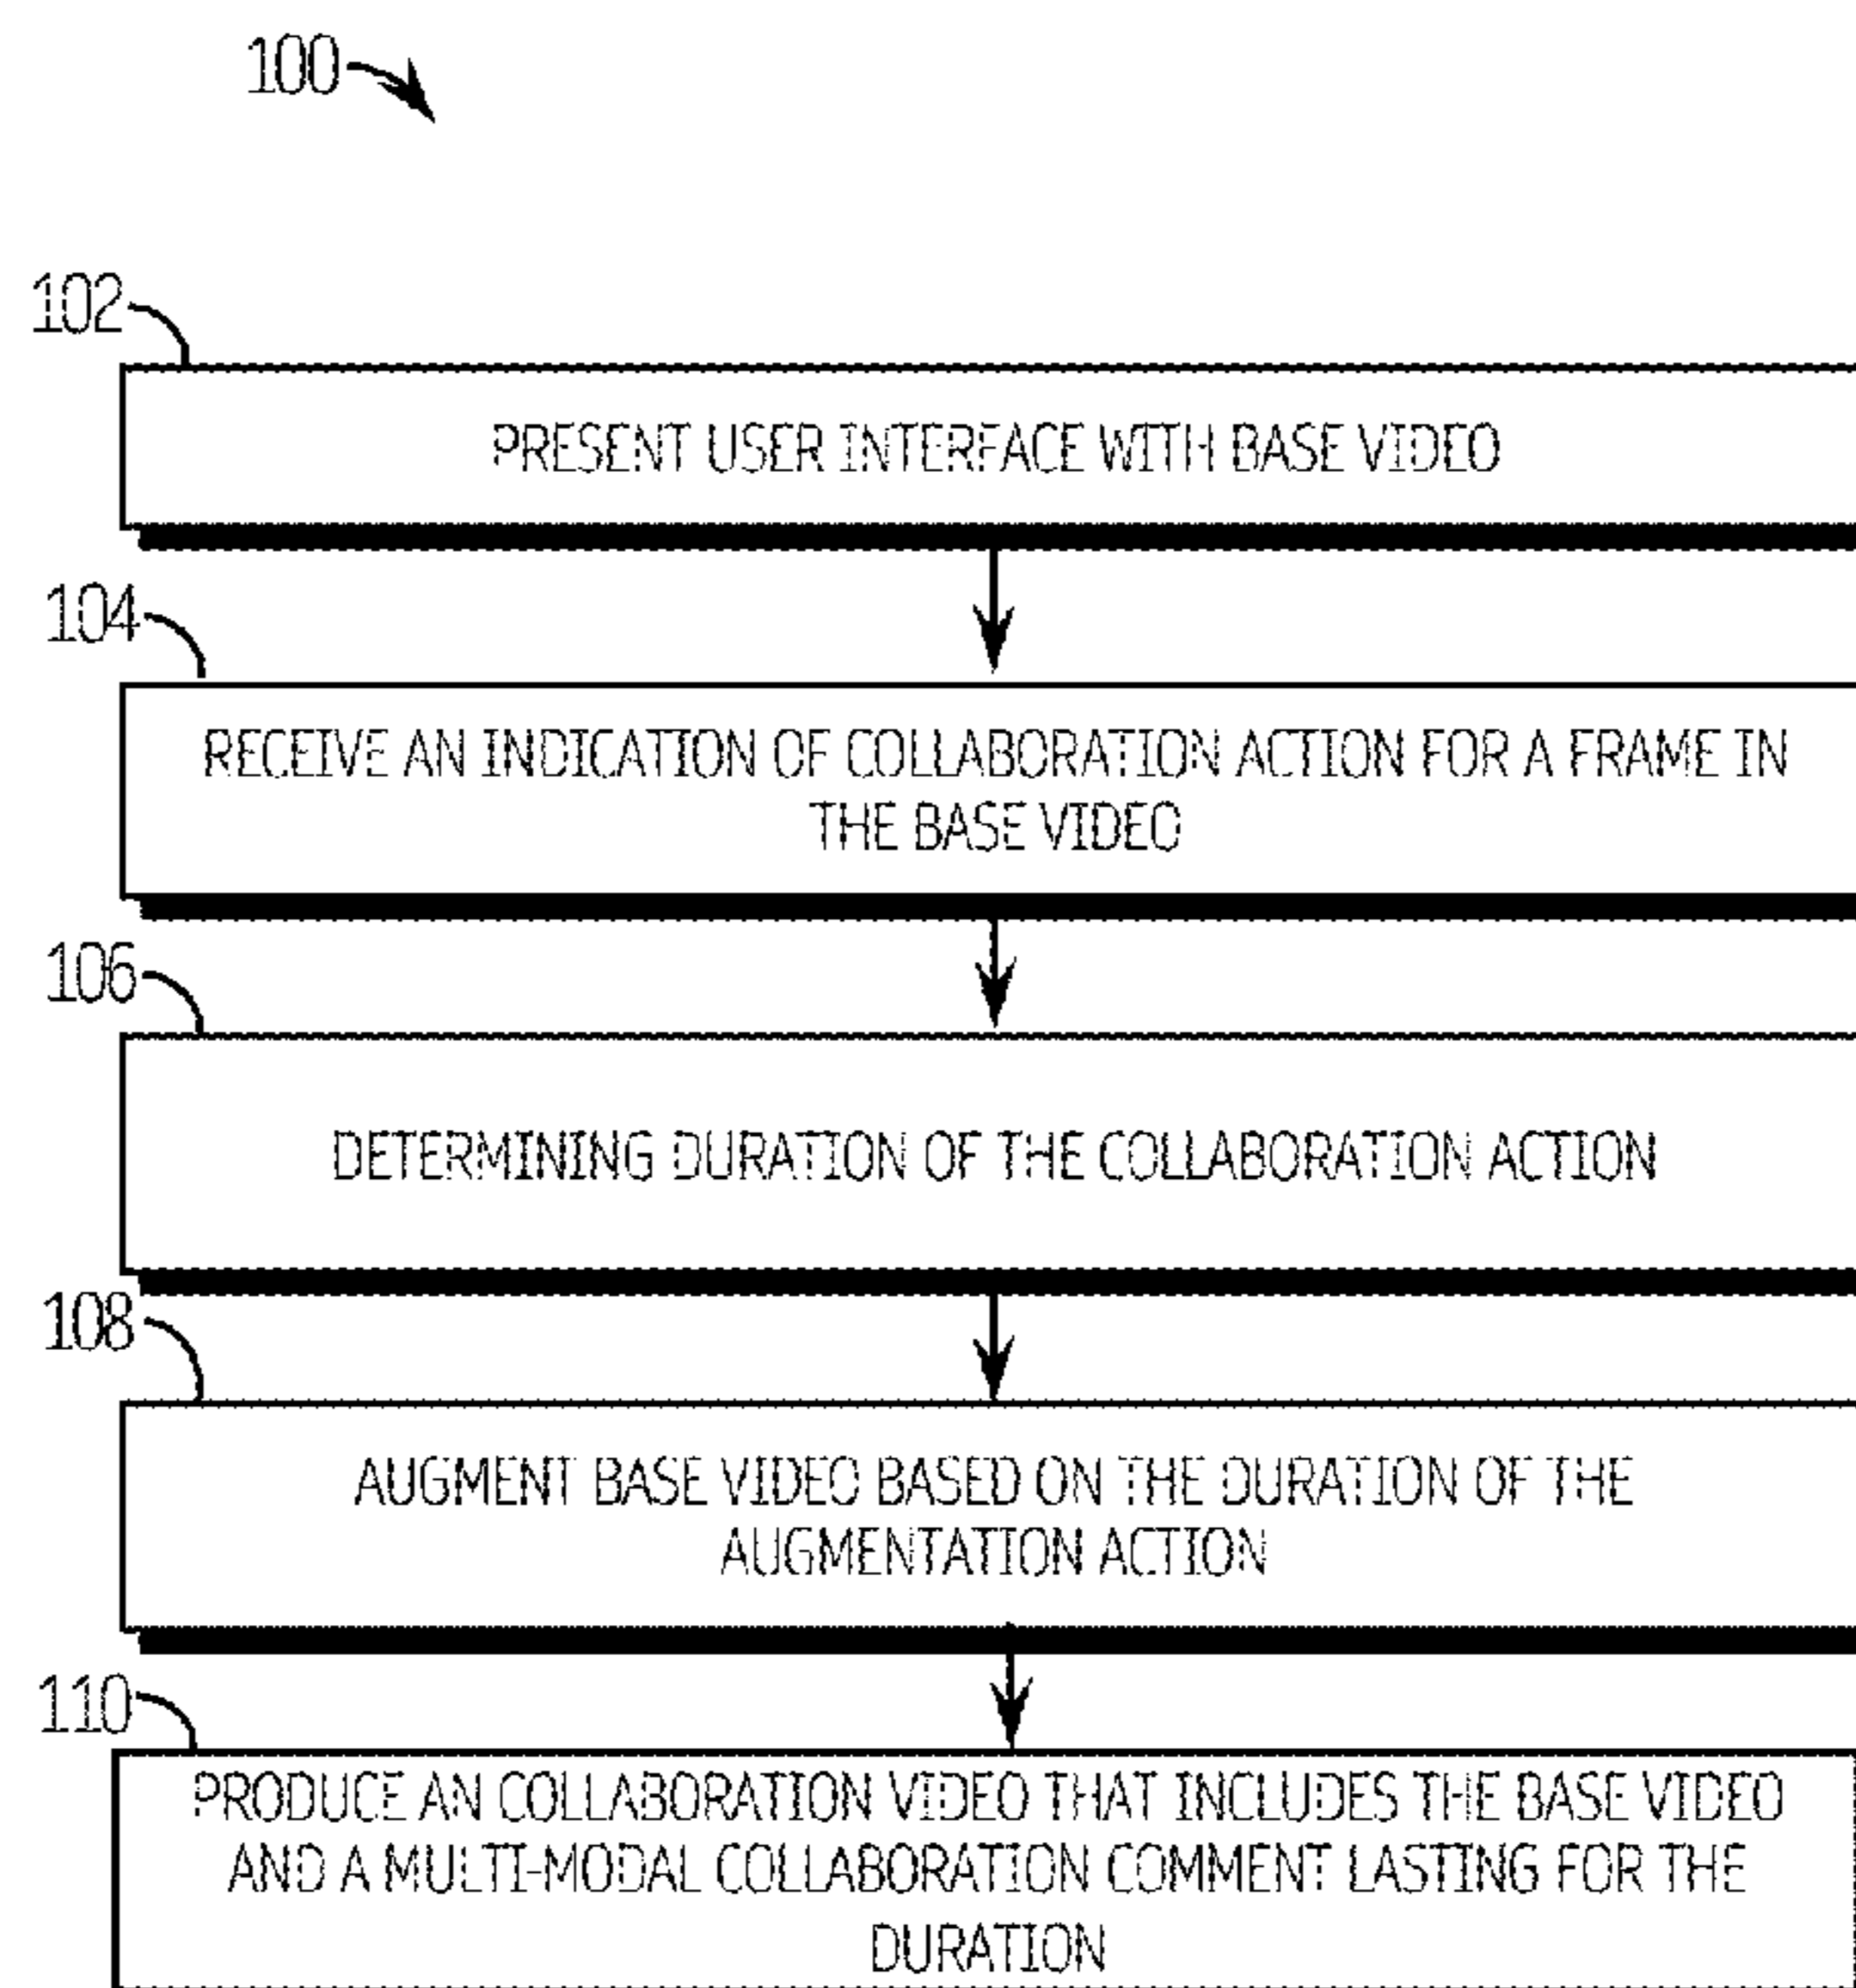 100
102
PRESENT USER INTERFACE WITH BASE VIDEO
104
RECEIVE AN INDICATION OF COLLABORATION ACTION FOR A FRAME IN
THE BASE VIDEO
106
DETERMINING DURATION OF THE COLLABORATION ACTION
108
AUGMENT BASE VIDEO BASED ON THE DURATION OF THE
AUGMENTATION ACTION
110
PRODUCE AN COLLABORATION VIDEO THAT INCLUDES THE BASE VIDEO
AND A MULTI-MODAL COLLABORATION COMMENT LASTING FOR THE
DURATION